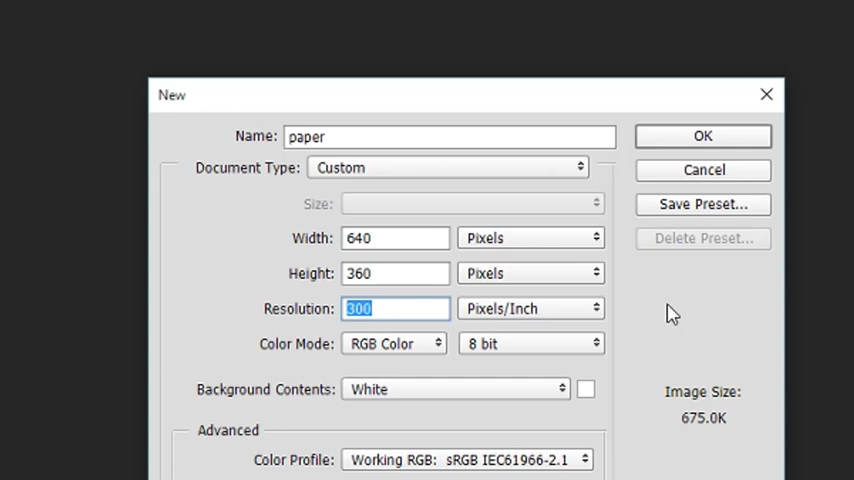 New
Name: paper OK
Document Type: Custom Cancel
Size: Save Preset...
Width: 640 Pixels Delete Preset...
Height: 360 Pixels
Resolution: 300 Pixels/Inch
Color Mode: RGB Color 8 bit
Background Contents: White Image Size:
675.0K
Advanced
Color Profile: Working RGB: sRGB IEC61966-2.1